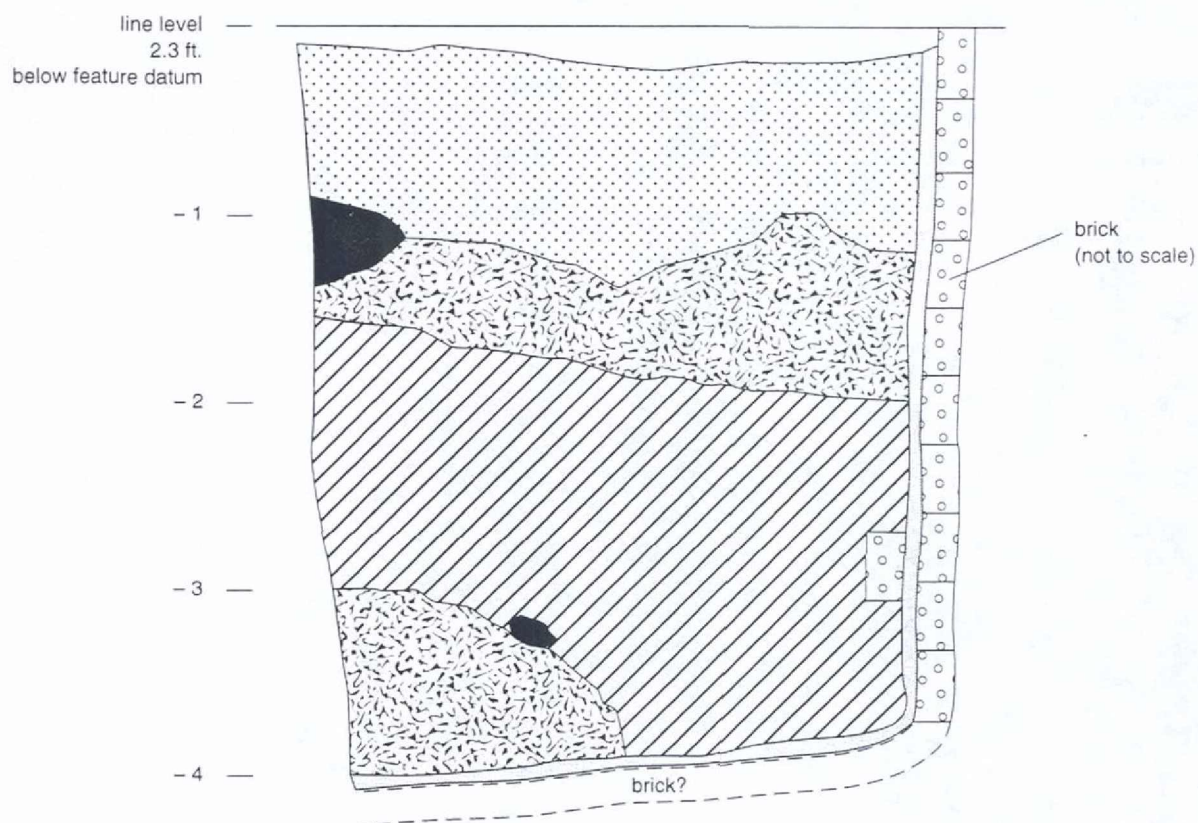 line level
2.3 ft.
below feature datum
– 1
brick
(not to scale)
– 2
– 3
– 4
brick?